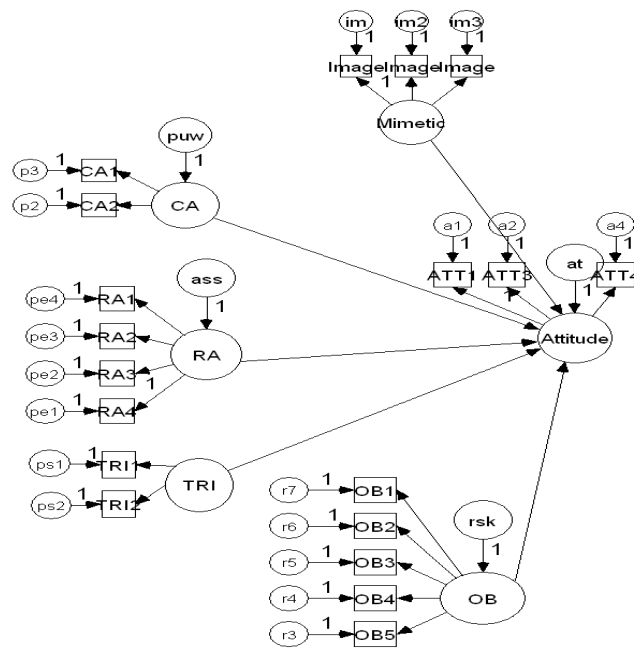 im im2 im3
1 1 1
Image Image Image
1
Mimetic
puw
1
p3 1 CA1
p2 1 CA2
CA
a1 a2 a4
1 1 1
ATT1 ATT3 at ATT4
1 1
Attitude
ass
1
pe4 1 RA1
pe3 1 RA2
pe2 1 RA3
1
pe1 1 RA4
RA
ps1 1 TRI1
ps2 1 TRI2
TRI
r7 1 OB1
r6 1 OB2
rsk
1
r5 1 OB3
r4 1 OB4
OB
r3 1 OB5